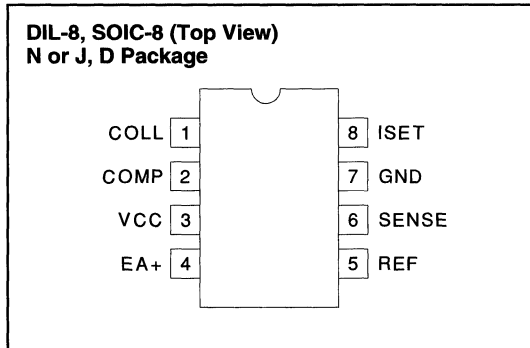 DIL-8, SOIC-8 (Top View)
N or J, D Package
COLL 1 8 ISET
COMP 2 7 GND
VCC 3 6 SENSE
EA+ 4 5 REF